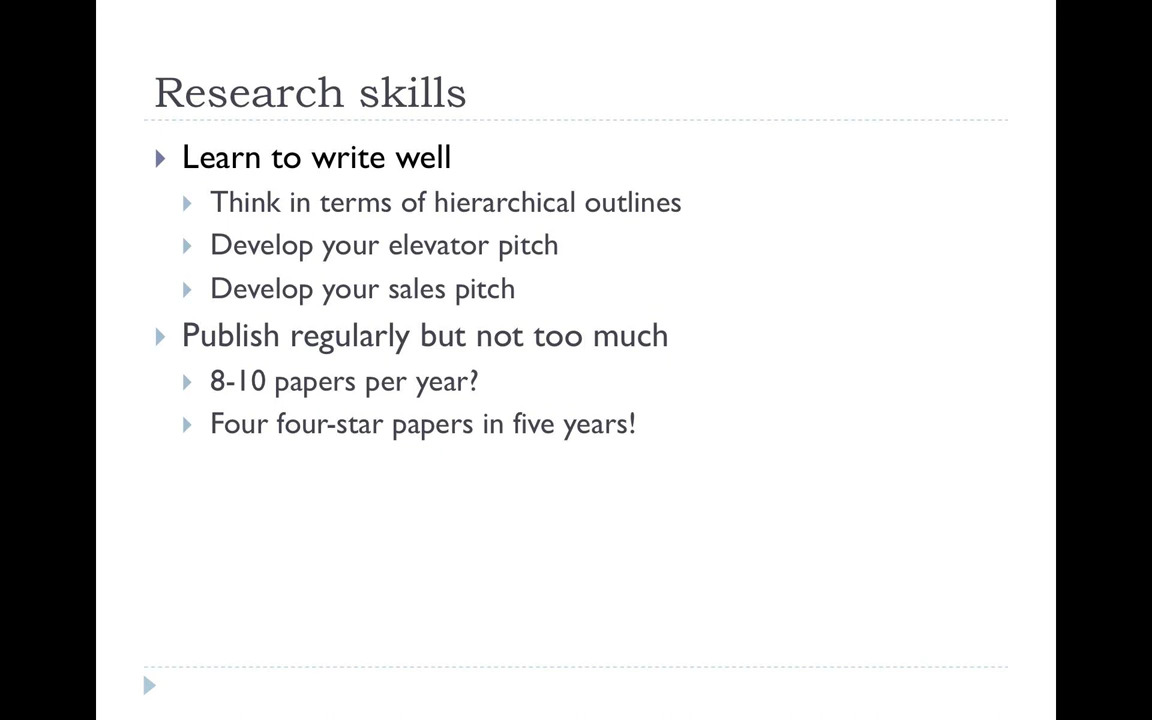 Research skills
Learn to write well
Think in terms of hierarchical outlines
Develop your elevator pitch
Develop your sales pitch
Publish regularly but not too much
8-10 papers per year?
Four four-star papers in five years!